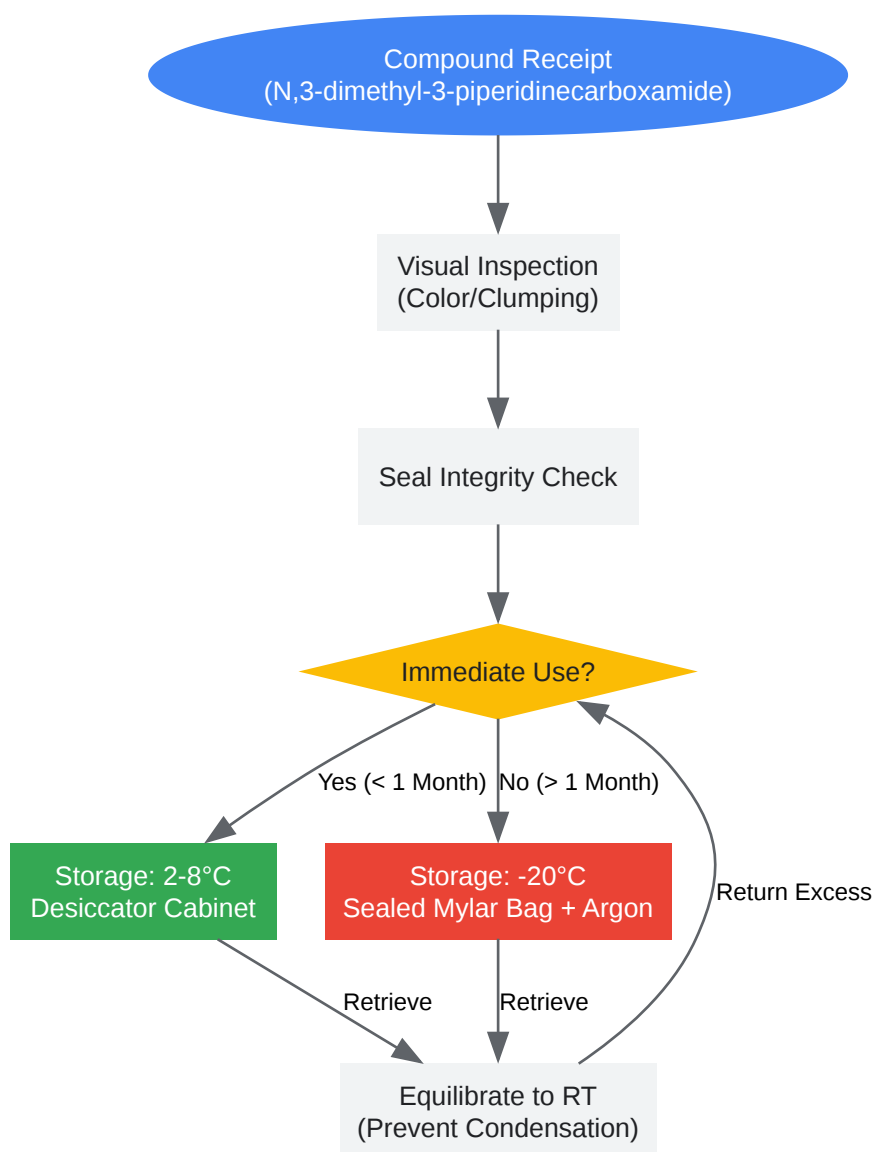 Compound Receipt
(N,3-dimethyl-3-piperidinecarboxamide)
Visual Inspection
(Color/Clumping)
Seal Integrity Check
Immediate Use?
Yes (< 1 Month)
No (> 1 Month)
Storage: 2-8°C
Desiccator Cabinet
Storage: -20°C
Sealed Mylar Bag + Argon
Return Excess
Retrieve
Retrieve
Equilibrate to RT
(Prevent Condensation)